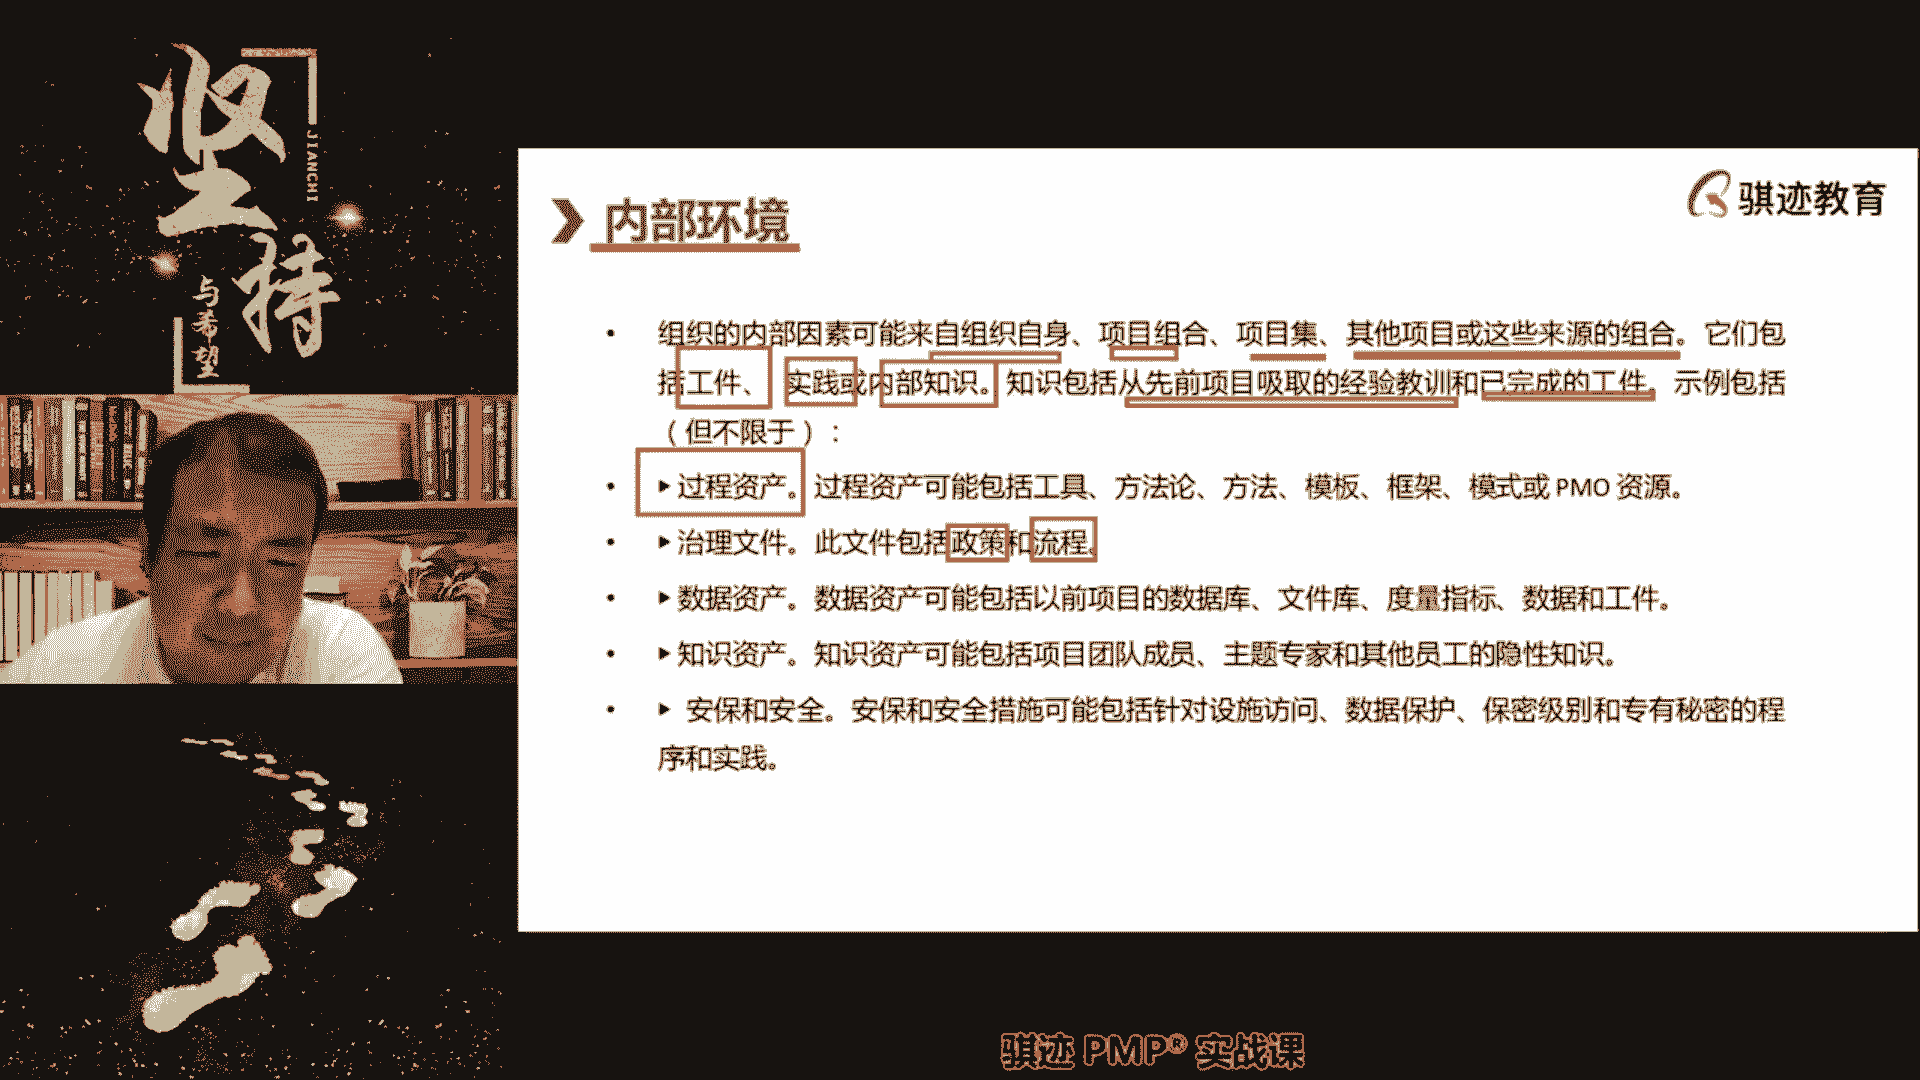 坚持
JIANCHI
与希望
骐迹教育
内部环境
• 组织的内部因素可能来自组织自身、项目组合、项目集、其他项目或这些来源的组合。它们包
括工件、实践或内部知识。知识包括从先前项目吸取的经验教训和已完成的工件。示例包括
（但不限于）：
• ▸过程资产。过程资产可能包括工具、方法论、方法、模板、框架、模式或 PMO 资源。
• ▸治理文件。此文件包括政策和流程。
• ▸数据资产。数据资产可能包括以前项目的数据库、文件库、度量指标、数据和工件。
• ▸知识资产。知识资产可能包括项目团队成员、主题专家和其他员工的隐性知识。
• ▸ 安保和安全。安保和安全措施可能包括针对设施访问、数据保护、保密级别和专有秘密的程
序和实践。
骐迹 PMP® 实战课